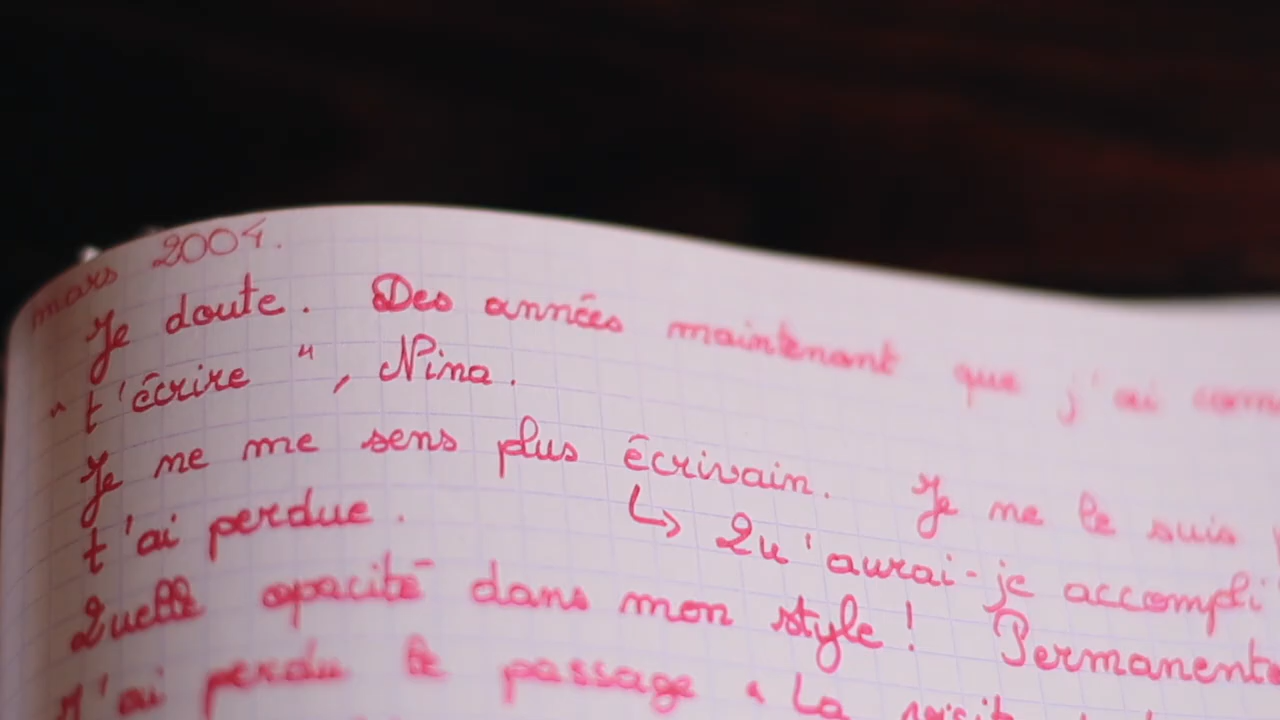 mars 2004.
Je doute. Des années maintenant que j'ai
" t'écrire ", Nina.
Je ne me sens plus écrivain. Je ne le suis
t'ai perdue. ↳ Qu'aurai-je accompli
Quelle opacité dans mon style ! Permanente
J'ai perdu le passage " La